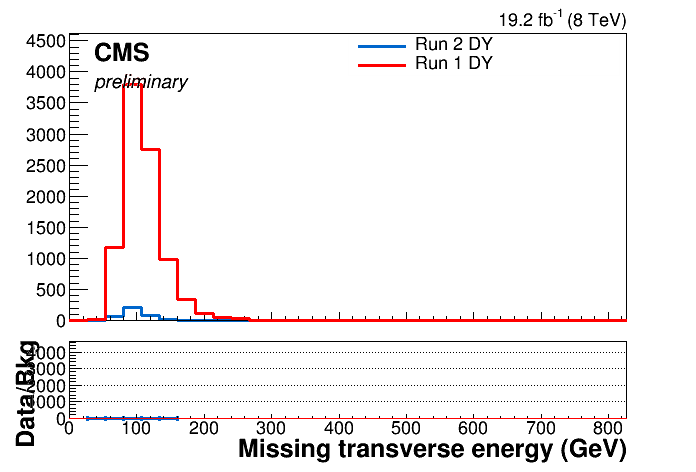 19.2 fb⁻¹ (8 TeV)
CMS
preliminary
Run 2 DY
Run 1 DY
4500
4000
3500
3000
2500
2000
1500
1000
500
0
Data/Bkg
0
0 100 200 300 400 500 600 700 800
Missing transverse energy (GeV)